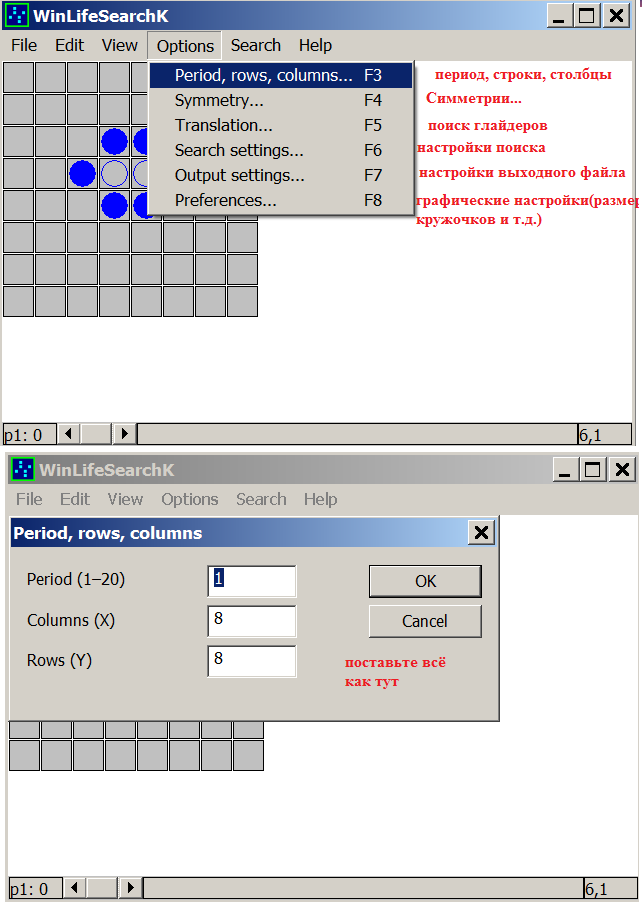 WinLifeSearchK
File Edit View Options Search Help
Period, rows, columns... F3 период, строки, столбцы
Symmetry... F4 Симметрии...
Translation... F5 поиск глайдеров
Search settings... F6 настройки поиска
Output settings... F7 настройки выходного файла
Preferences... F8 графические настройки(размер
кружочков и т.д.)
p1: 0 6,1
WinLifeSearchK
File Edit View Options Search Help
Period, rows, columns
Period (1–20) 1 OK
Columns (X) 8 Cancel
Rows (Y) 8 поставьте всё
как тут
p1: 0 6,1